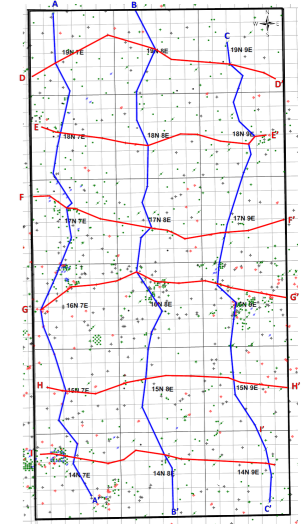 A
B
C
19N 7E
19N 8E
19N 9E
D
D'
E
18N 7E
18N 8E
18N 9E
E'
F
17N 7E
17N 8E
17N 9E
F'
G
16N 7E
16N 8E
16N 9E
G'
H
15N 7E
15N 8E
15N 9E
H'
I
I'
14N 7E
14N 8E
14N 9E
A'
B'
C'